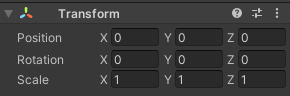 Transform
Position X 0 Y 0 Z 0
Rotation X 0 Y 0 Z 0
Scale X 1 Y 1 Z 1